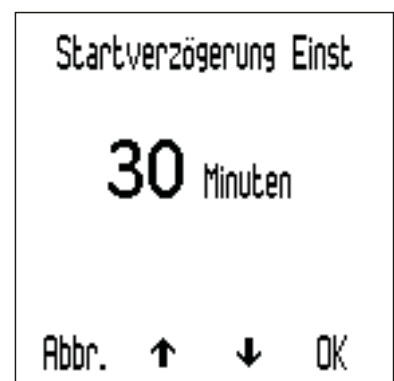 Startverzögerung Einst
30 Minuten
Abbr. ↑ ↓ OK